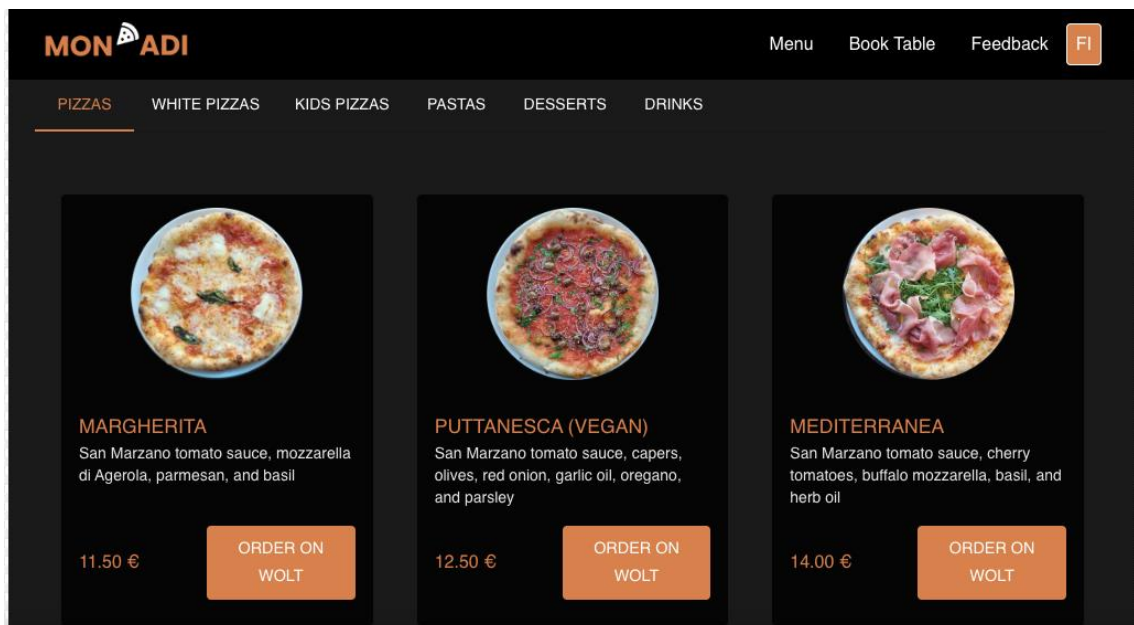 MON ADI
Menu Book Table Feedback FI
PIZZAS WHITE PIZZAS KIDS PIZZAS PASTAS DESSERTS DRINKS
MARGHERITA
San Marzano tomato sauce, mozzarella
di Agerola, parmesan, and basil
11.50 €
ORDER ON
WOLT
PUTTANESCA (VEGAN)
San Marzano tomato sauce, capers,
olives, red onion, garlic oil, oregano,
and parsley
12.50 €
ORDER ON
WOLT
MEDITERRANEA
San Marzano tomato sauce, cherry
tomatoes, buffalo mozzarella, basil, and
herb oil
14.00 €
ORDER ON
WOLT